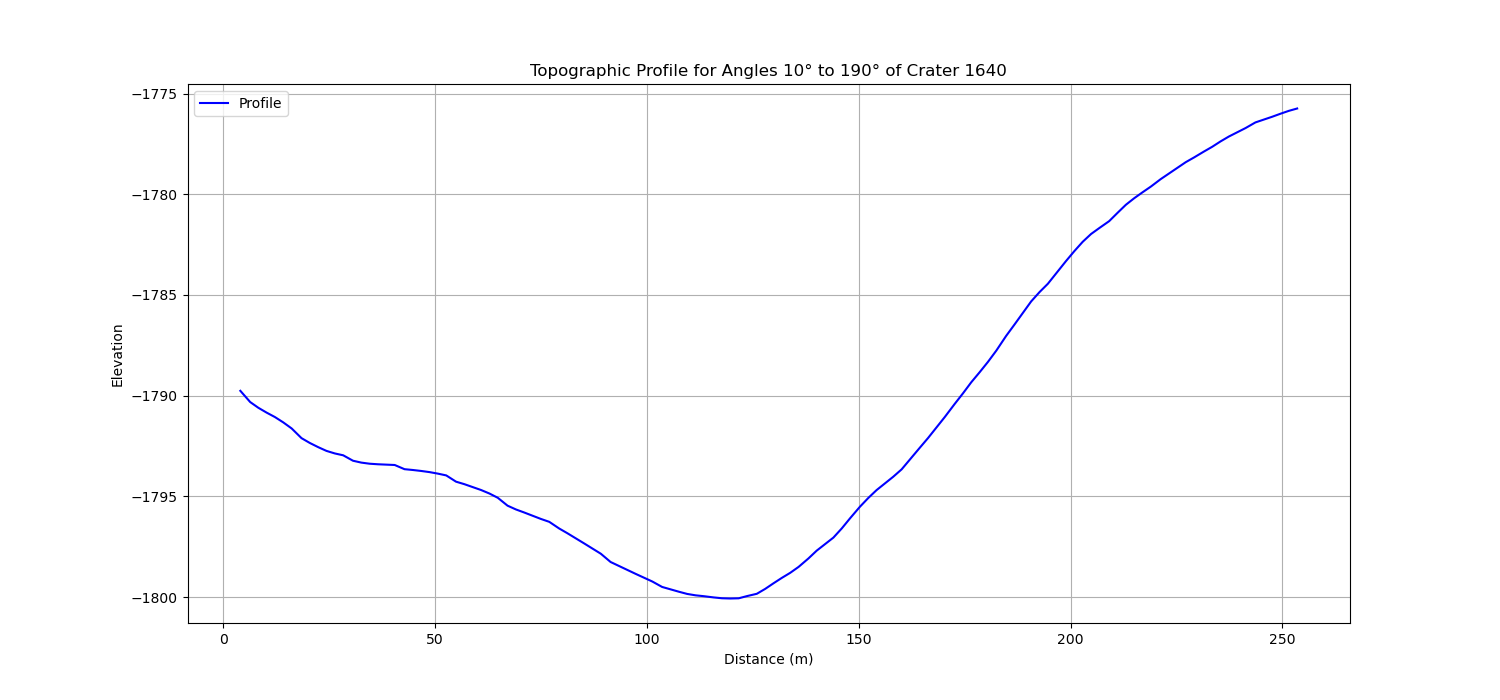 Topographic Profile for Angles 10° to 190° of Crater 1640
Profile
−1775
−1780
−1785
−1790
−1795
−1800
Elevation
0 50 100 150 200 250
Distance (m)